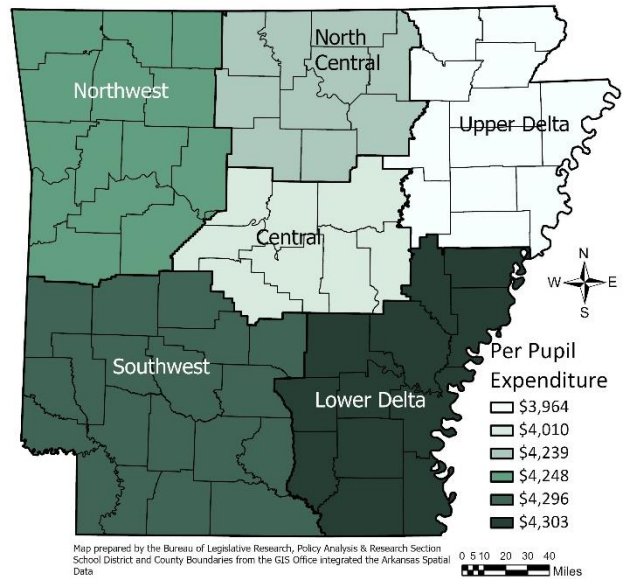 North
Central
Northwest
Upper Delta
Central
N
W E
S
Southwest
Lower Delta
Per Pupil
Expenditure
$3,964
$4,010
$4,239
$4,248
$4,296
$4,303
Map prepared by the Bureau of Legislative Research, Policy Analysis & Research Section
School District and County Boundaries from the GIS Office integrated the Arkansas Spatial
Data
0 5 10 20 30 40
Miles